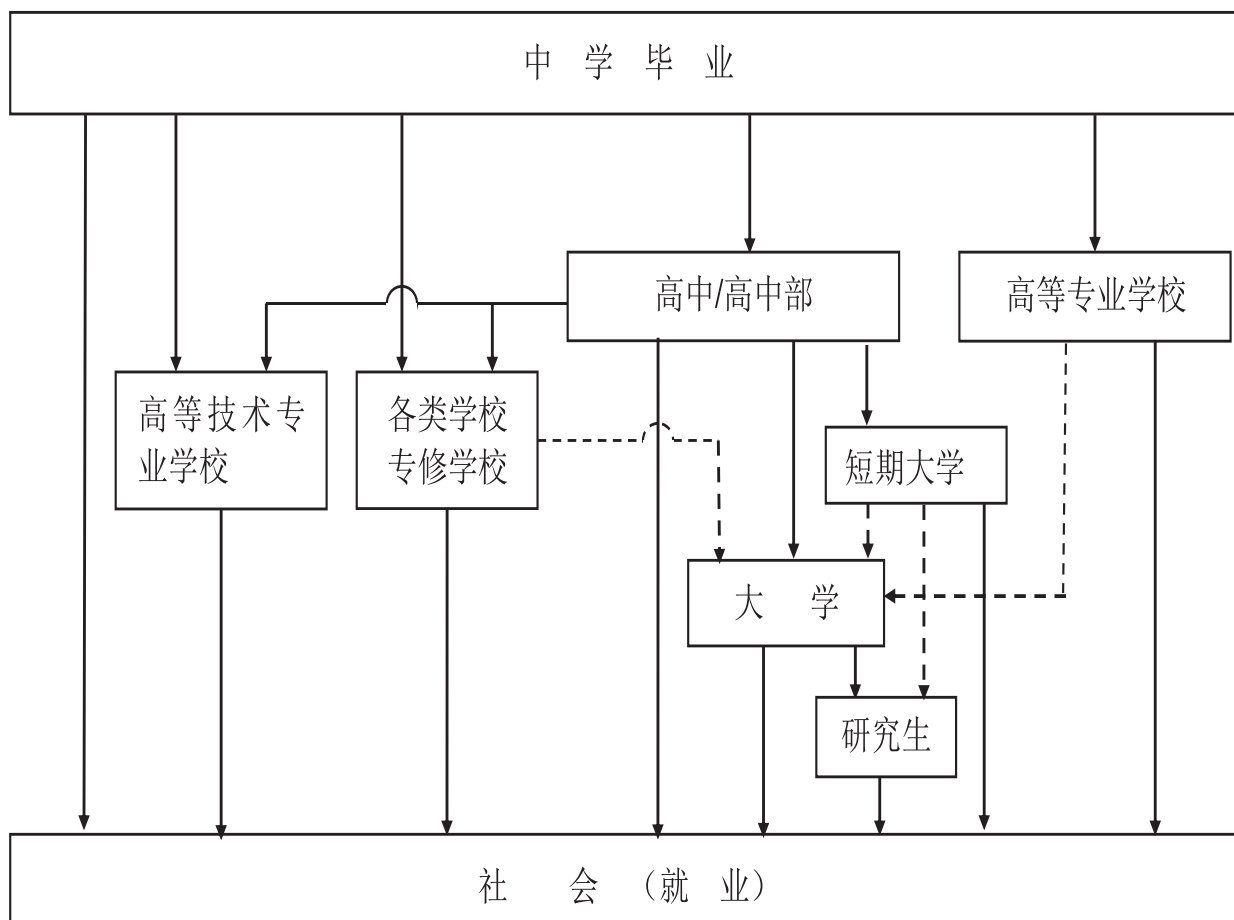 中学毕业
高中/高中部
高等专业学校
高等技术专
业学校
各类学校
专修学校
短期大学
大学
研究生
社会(就业)